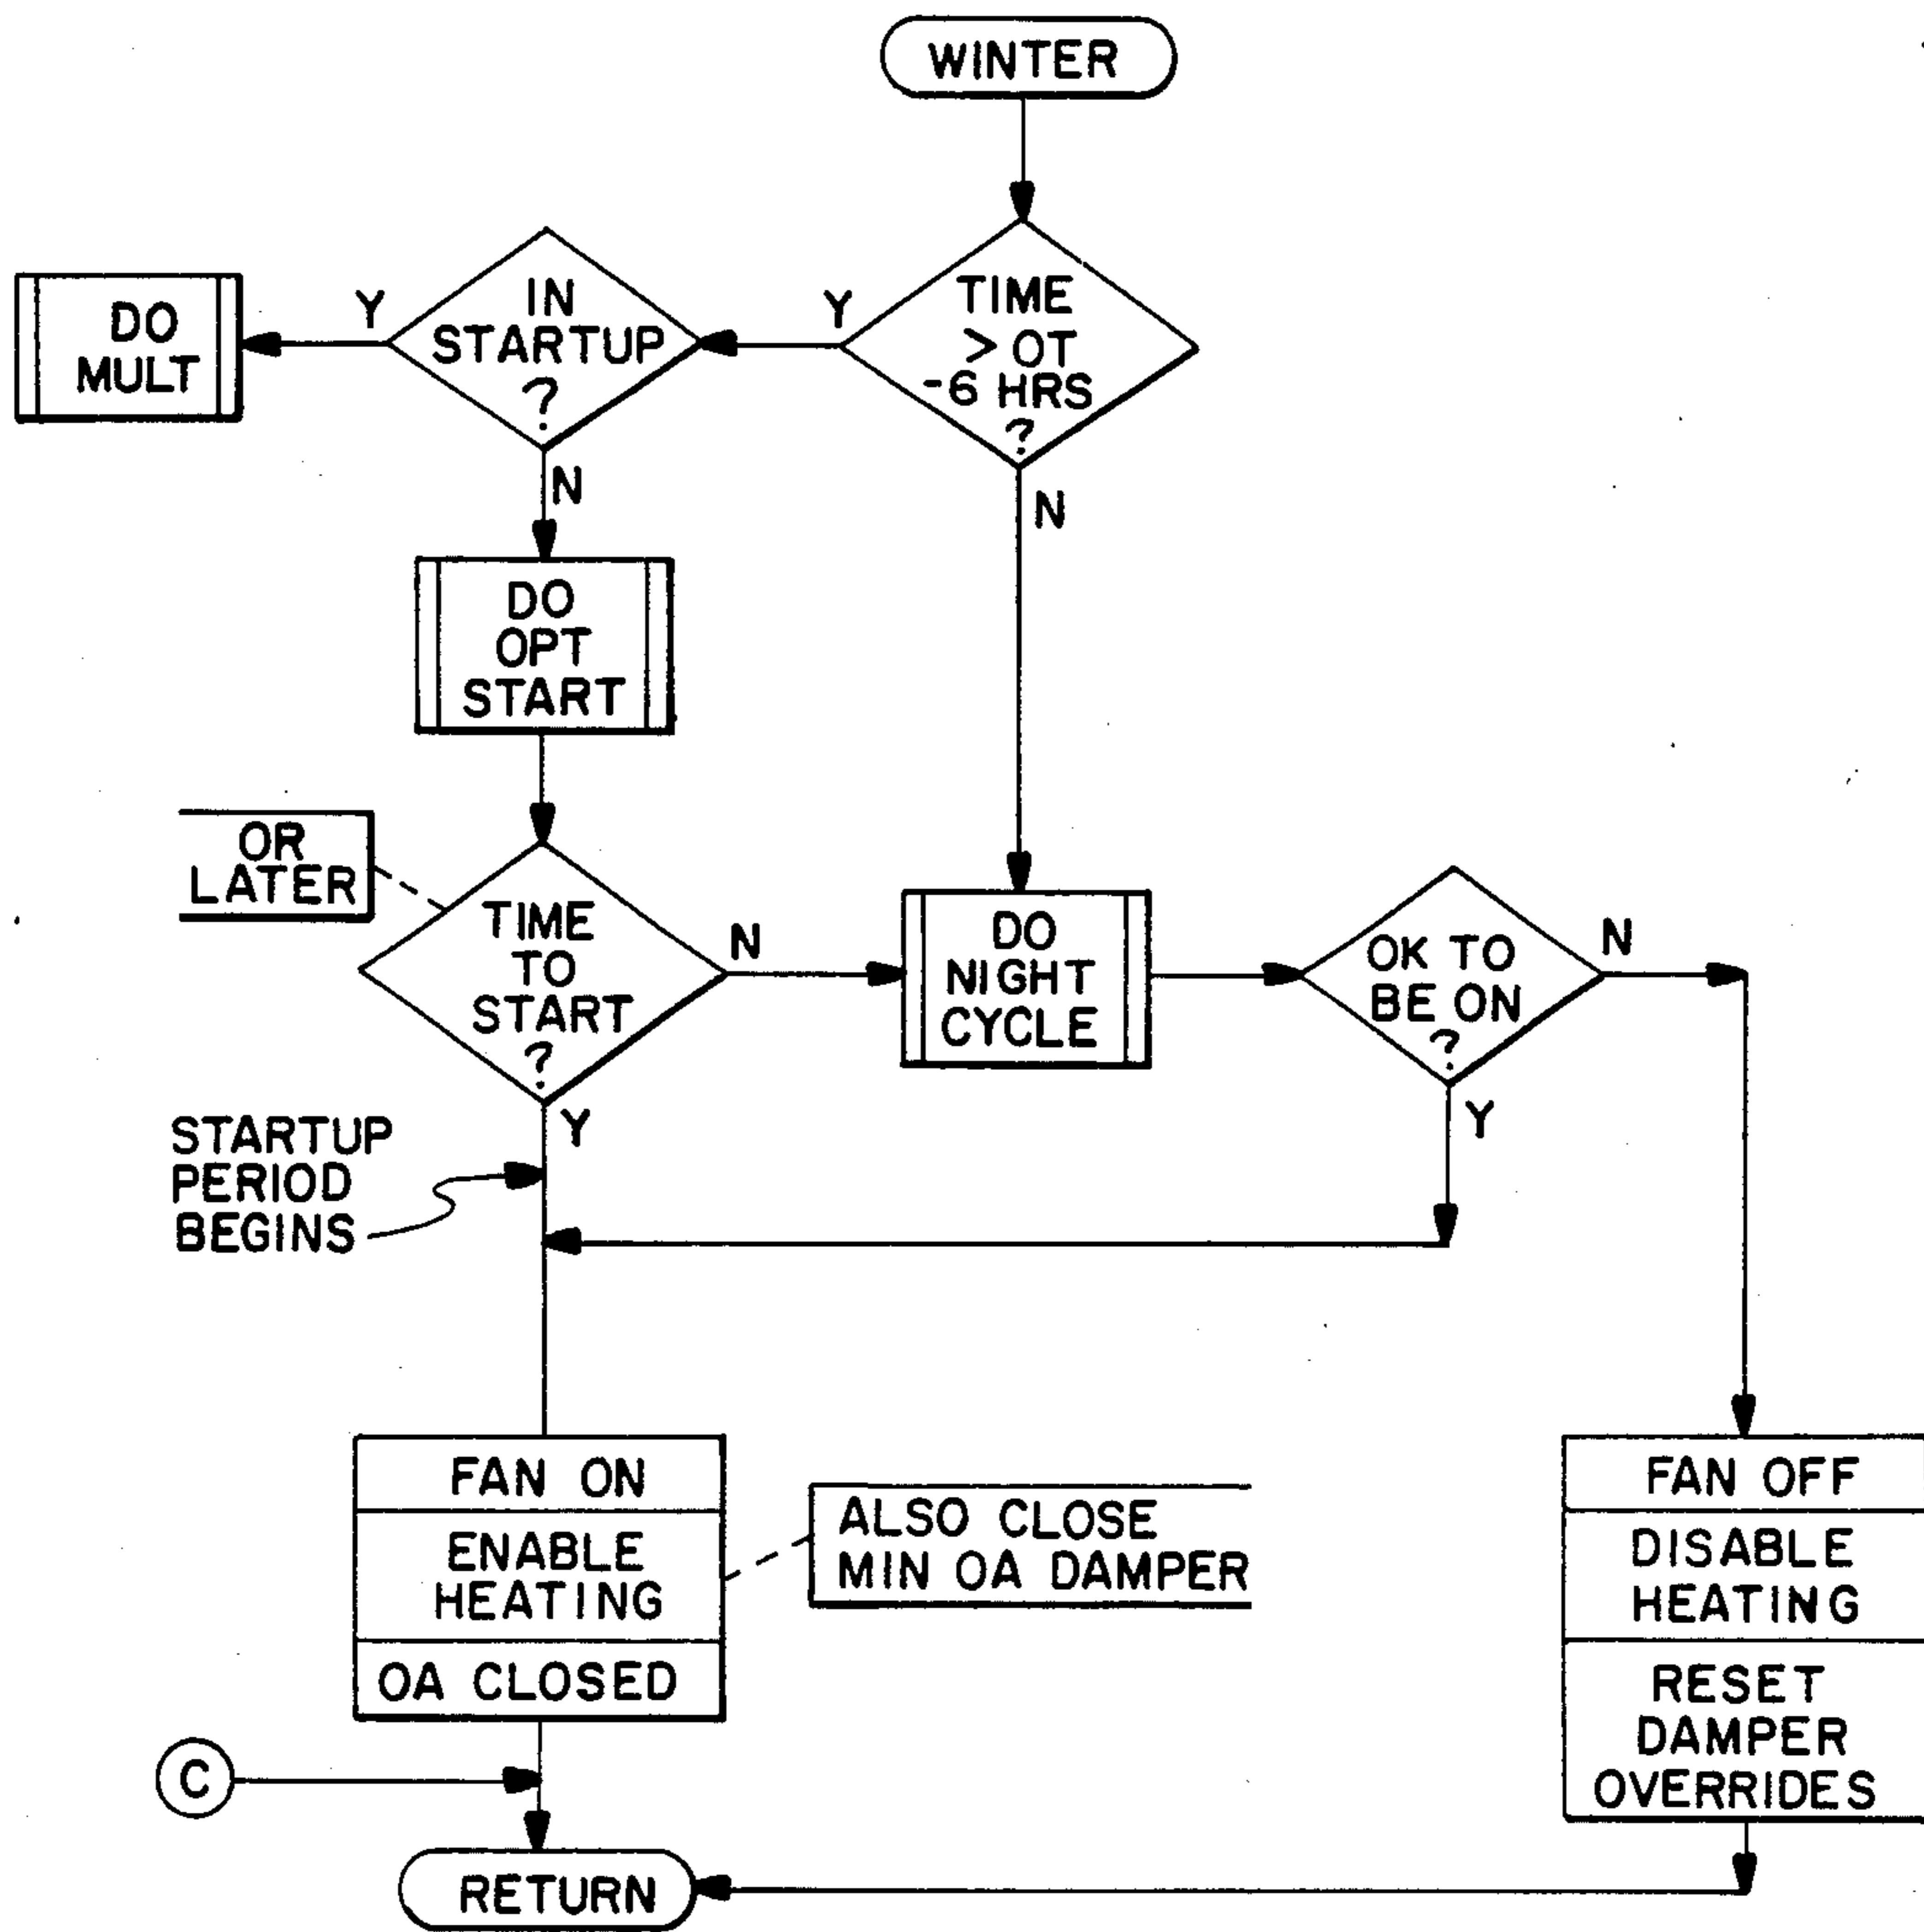 WINTER
TIME
> OT
-6 HRS
?
Y
N
IN
STARTUP
?
Y
N
DO
MULT
DO
OPT
START
OR
LATER
TIME
TO
START
?
N
Y
DO
NIGHT
CYCLE
OK TO
BE ON
?
N
Y
STARTUP
PERIOD
BEGINS
FAN ON
ENABLE
HEATING
OA CLOSED
ALSO CLOSE
MIN OA DAMPER
FAN OFF
DISABLE
HEATING
RESET
DAMPER
OVERRIDES
C
RETURN